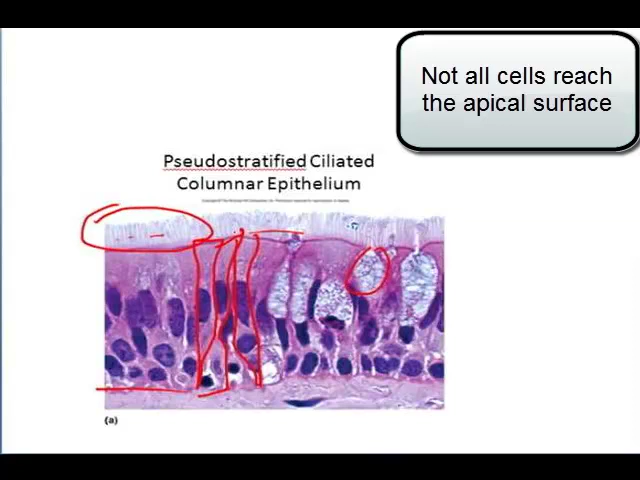 Not all cells reach
the apical surface
Pseudostratified Ciliated
Columnar Epithelium
(a)